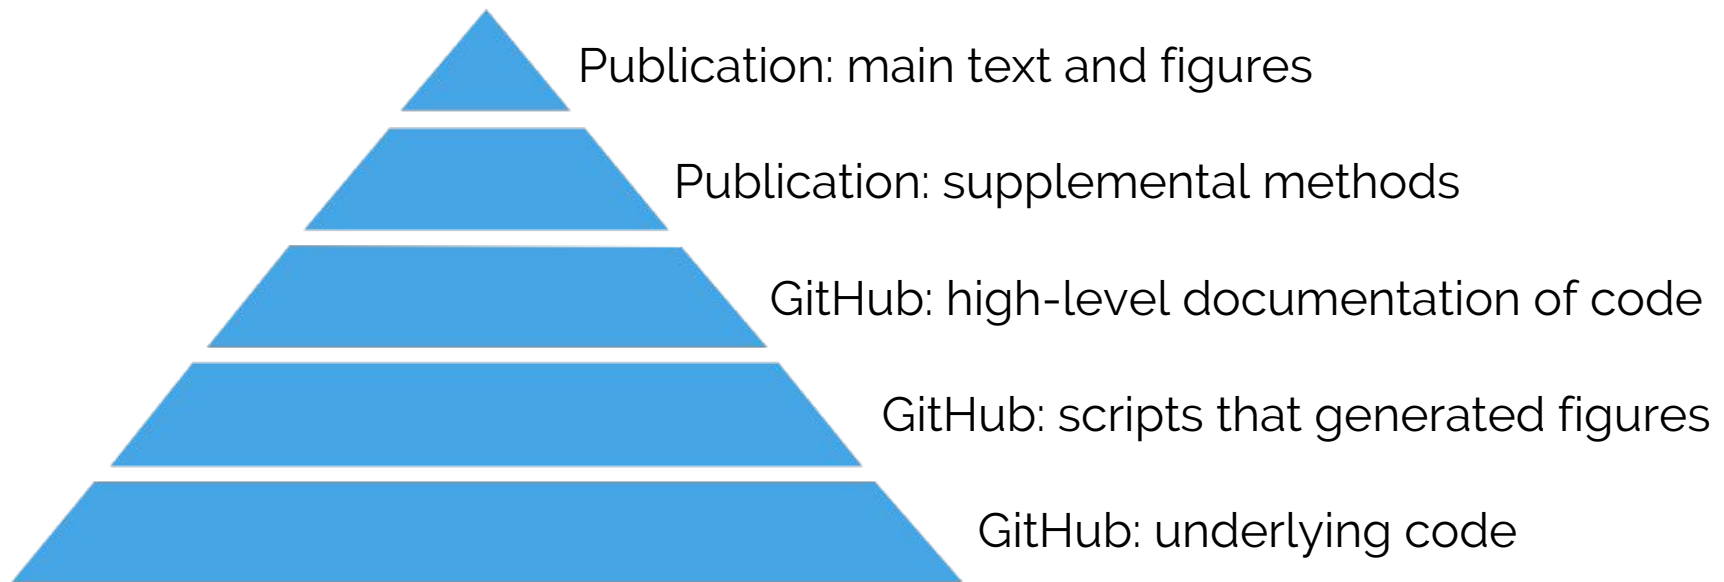 Publication: main text and figures
Publication: supplemental methods
GitHub: high-level documentation of code
GitHub: scripts that generated figures
GitHub: underlying code